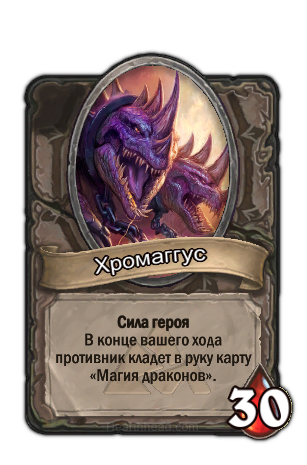 Хромаггус
Сила героя
В конце вашего хода
противник кладет в руку карту
«Магия драконов».
30